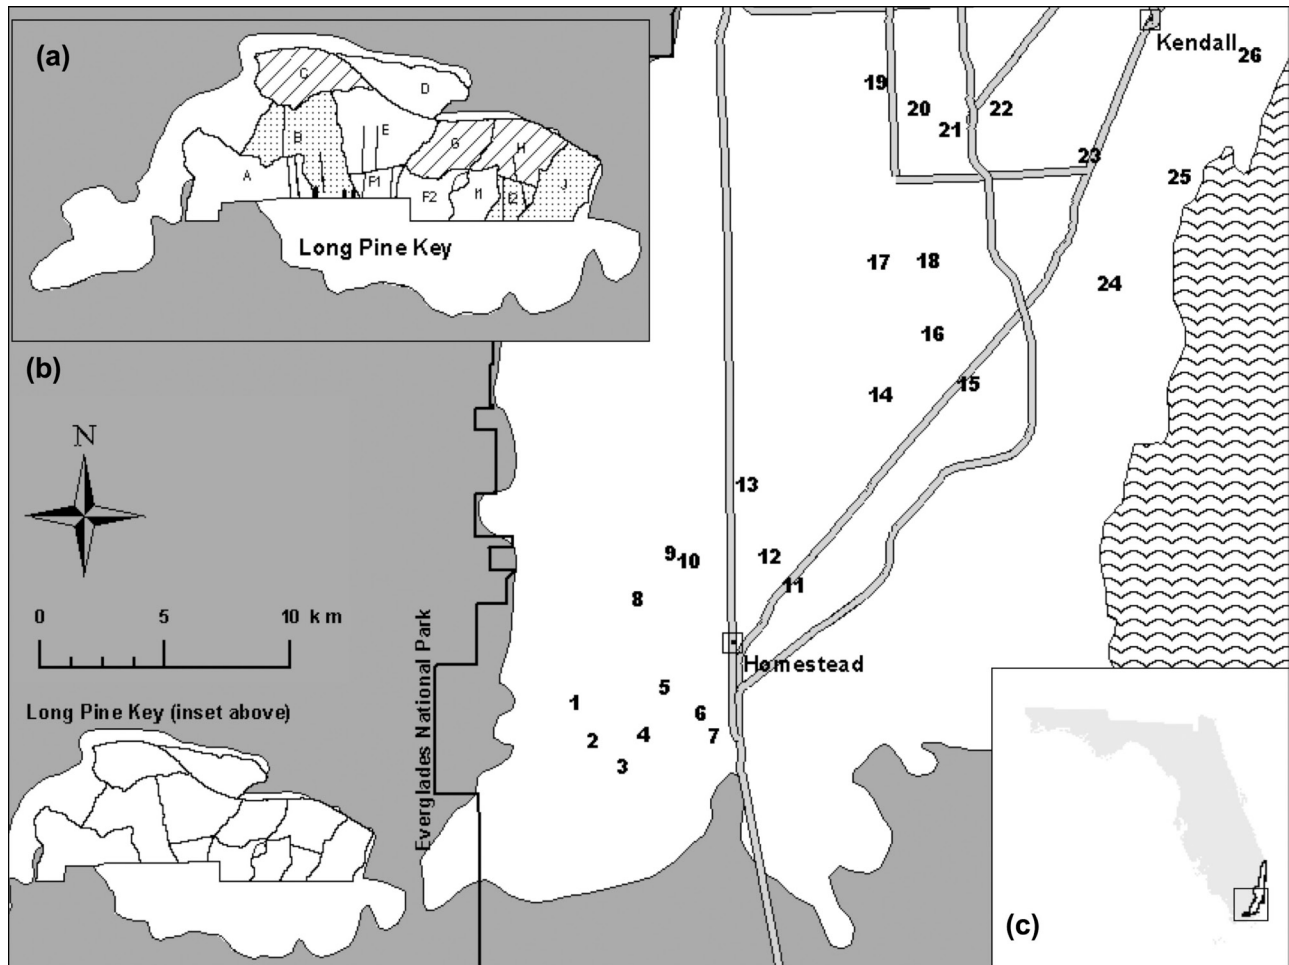 (a)
C
D
B
E
G
H
A
F1
J
F2
I1
I2
Long Pine Key
Kendall
26
19
20
22
21
23
25
17
18
24
16
15
14
13
9
10
12
11
8
Homestead
5
1
6
4
7
2
3
(b)
N
0 5 10 km
Everglades National Park
Long Pine Key (inset above)
(c)